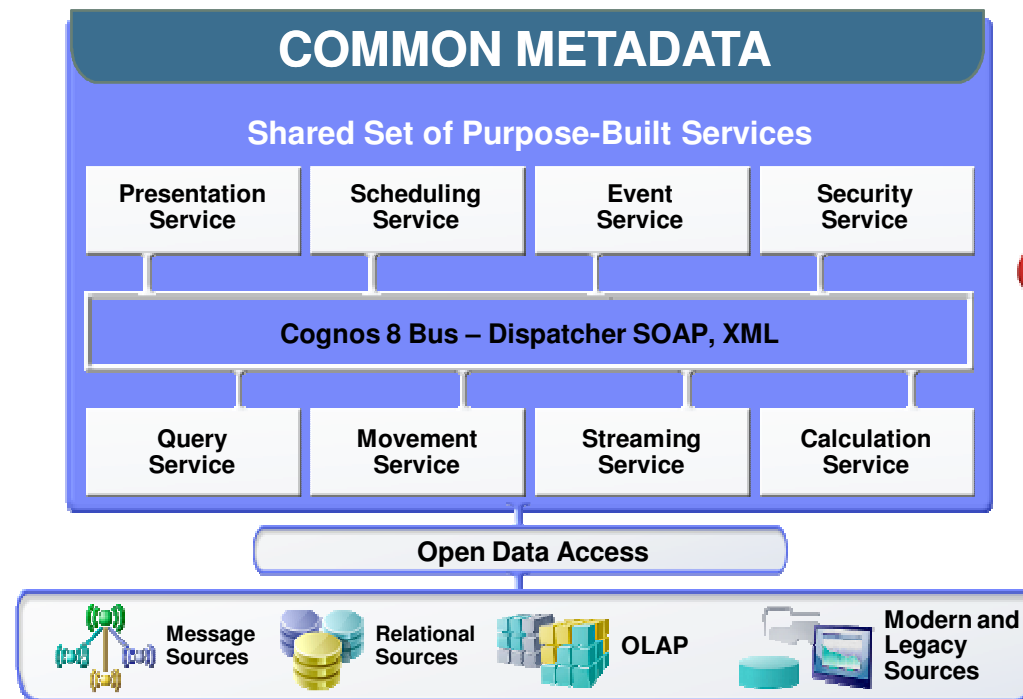 COMMON METADATA
Shared Set of Purpose-Built Services
Presentation
Service
Scheduling
Service
Event
Service
Security
Service
Cognos 8 Bus – Dispatcher SOAP, XML
Query
Service
Movement
Service
Streaming
Service
Calculation
Service
Open Data Access
Message
Sources
Relational
Sources
OLAP
Modern and
Legacy
Sources